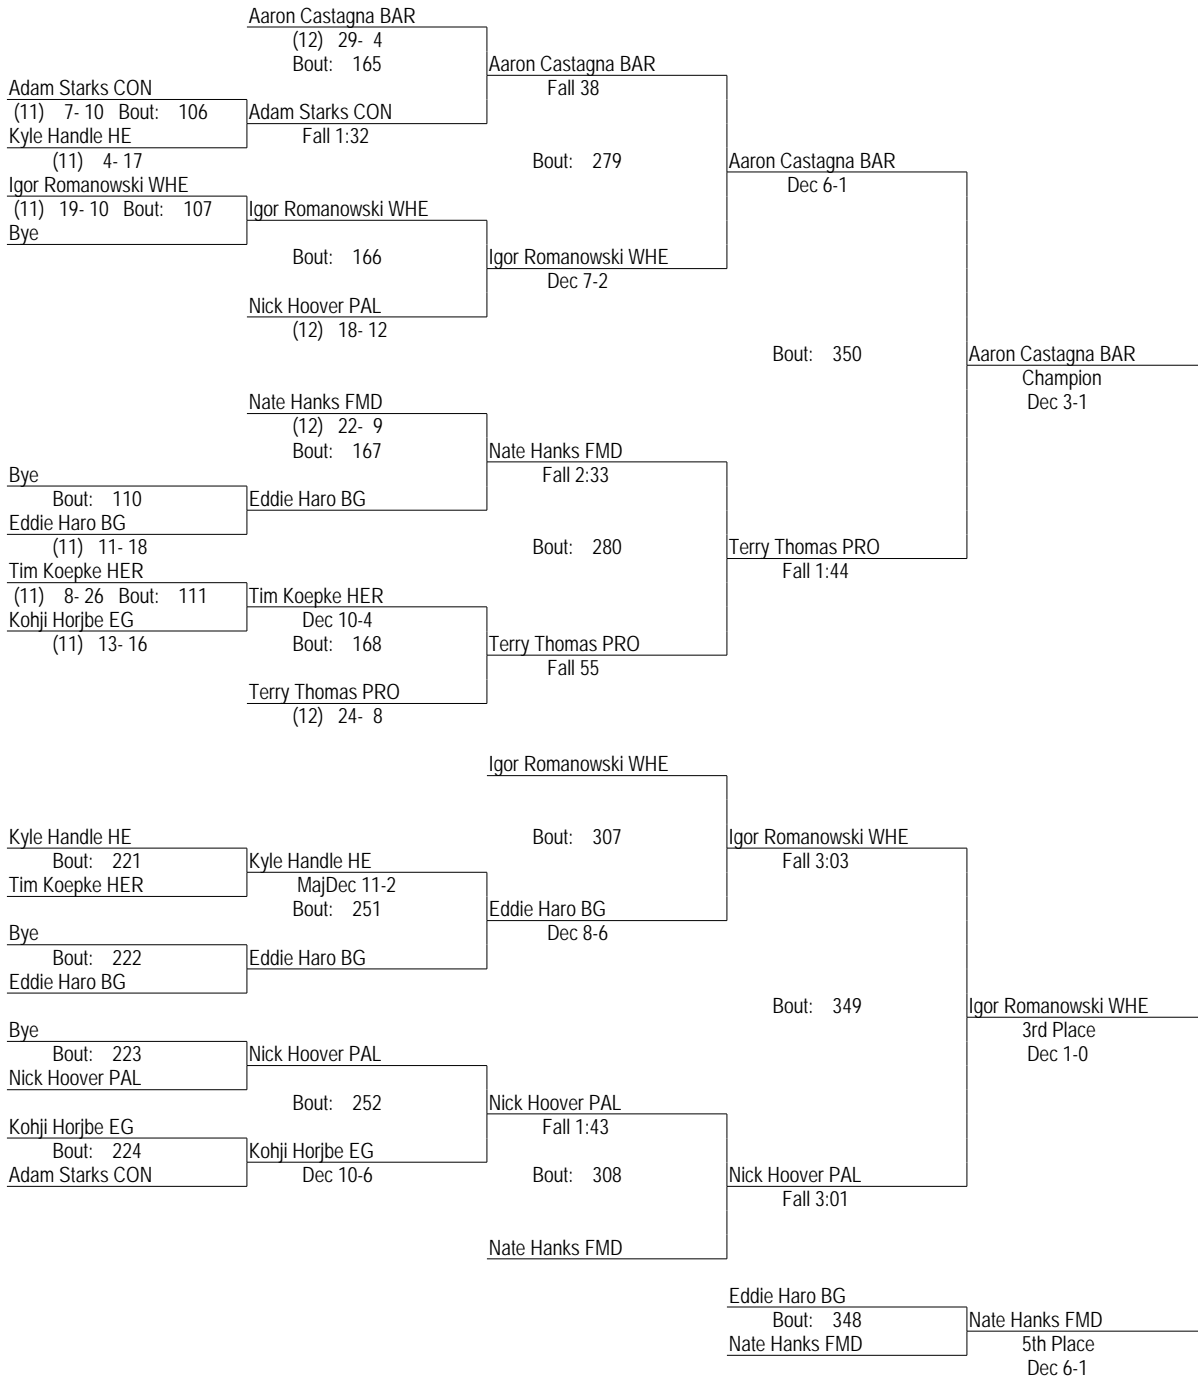 Aaron Castagna BAR
(12) 29- 4
Bout: 165
Aaron Castagna BAR
Fall 38
Adam Starks CON
(11) 7- 10 Bout: 106
Adam Starks CON
Fall 1:32
Kyle Handle HE
(11) 4- 17
Bout: 279
Aaron Castagna BAR
Dec 6-1
Igor Romanowski WHE
(11) 19- 10 Bout: 107
Igor Romanowski WHE
Bye
Bout: 166
Igor Romanowski WHE
Dec 7-2
Nick Hoover PAL
(12) 18- 12
Bout: 350
Aaron Castagna BAR
Champion
Dec 3-1
Nate Hanks FMD
(12) 22- 9
Bout: 167
Nate Hanks FMD
Fall 2:33
Bye
Bout: 110
Eddie Haro BG
Eddie Haro BG
(11) 11- 18
Bout: 280
Terry Thomas PRO
Fall 1:44
Tim Koepke HER
(11) 8- 26 Bout: 111
Tim Koepke HER
Dec 10-4
Kohji Horjbe EG
(11) 13- 16
Bout: 168
Terry Thomas PRO
Fall 55
Terry Thomas PRO
(12) 24- 8
Igor Romanowski WHE
Bout: 307
Igor Romanowski WHE
Fall 3:03
Kyle Handle HE
Bout: 221
Kyle Handle HE
MajDec 11-2
Tim Koepke HER
Bout: 251
Eddie Haro BG
Dec 8-6
Bye
Bout: 222
Eddie Haro BG
Eddie Haro BG
Bout: 349
Igor Romanowski WHE
3rd Place
Dec 1-0
Bye
Bout: 223
Nick Hoover PAL
Nick Hoover PAL
Bout: 252
Nick Hoover PAL
Fall 1:43
Kohji Horjbe EG
Bout: 224
Kohji Horjbe EG
Dec 10-6
Adam Starks CON
Bout: 308
Nick Hoover PAL
Fall 3:01
Nate Hanks FMD
Eddie Haro BG
Bout: 348
Nate Hanks FMD
Nate Hanks FMD
5th Place
Dec 6-1